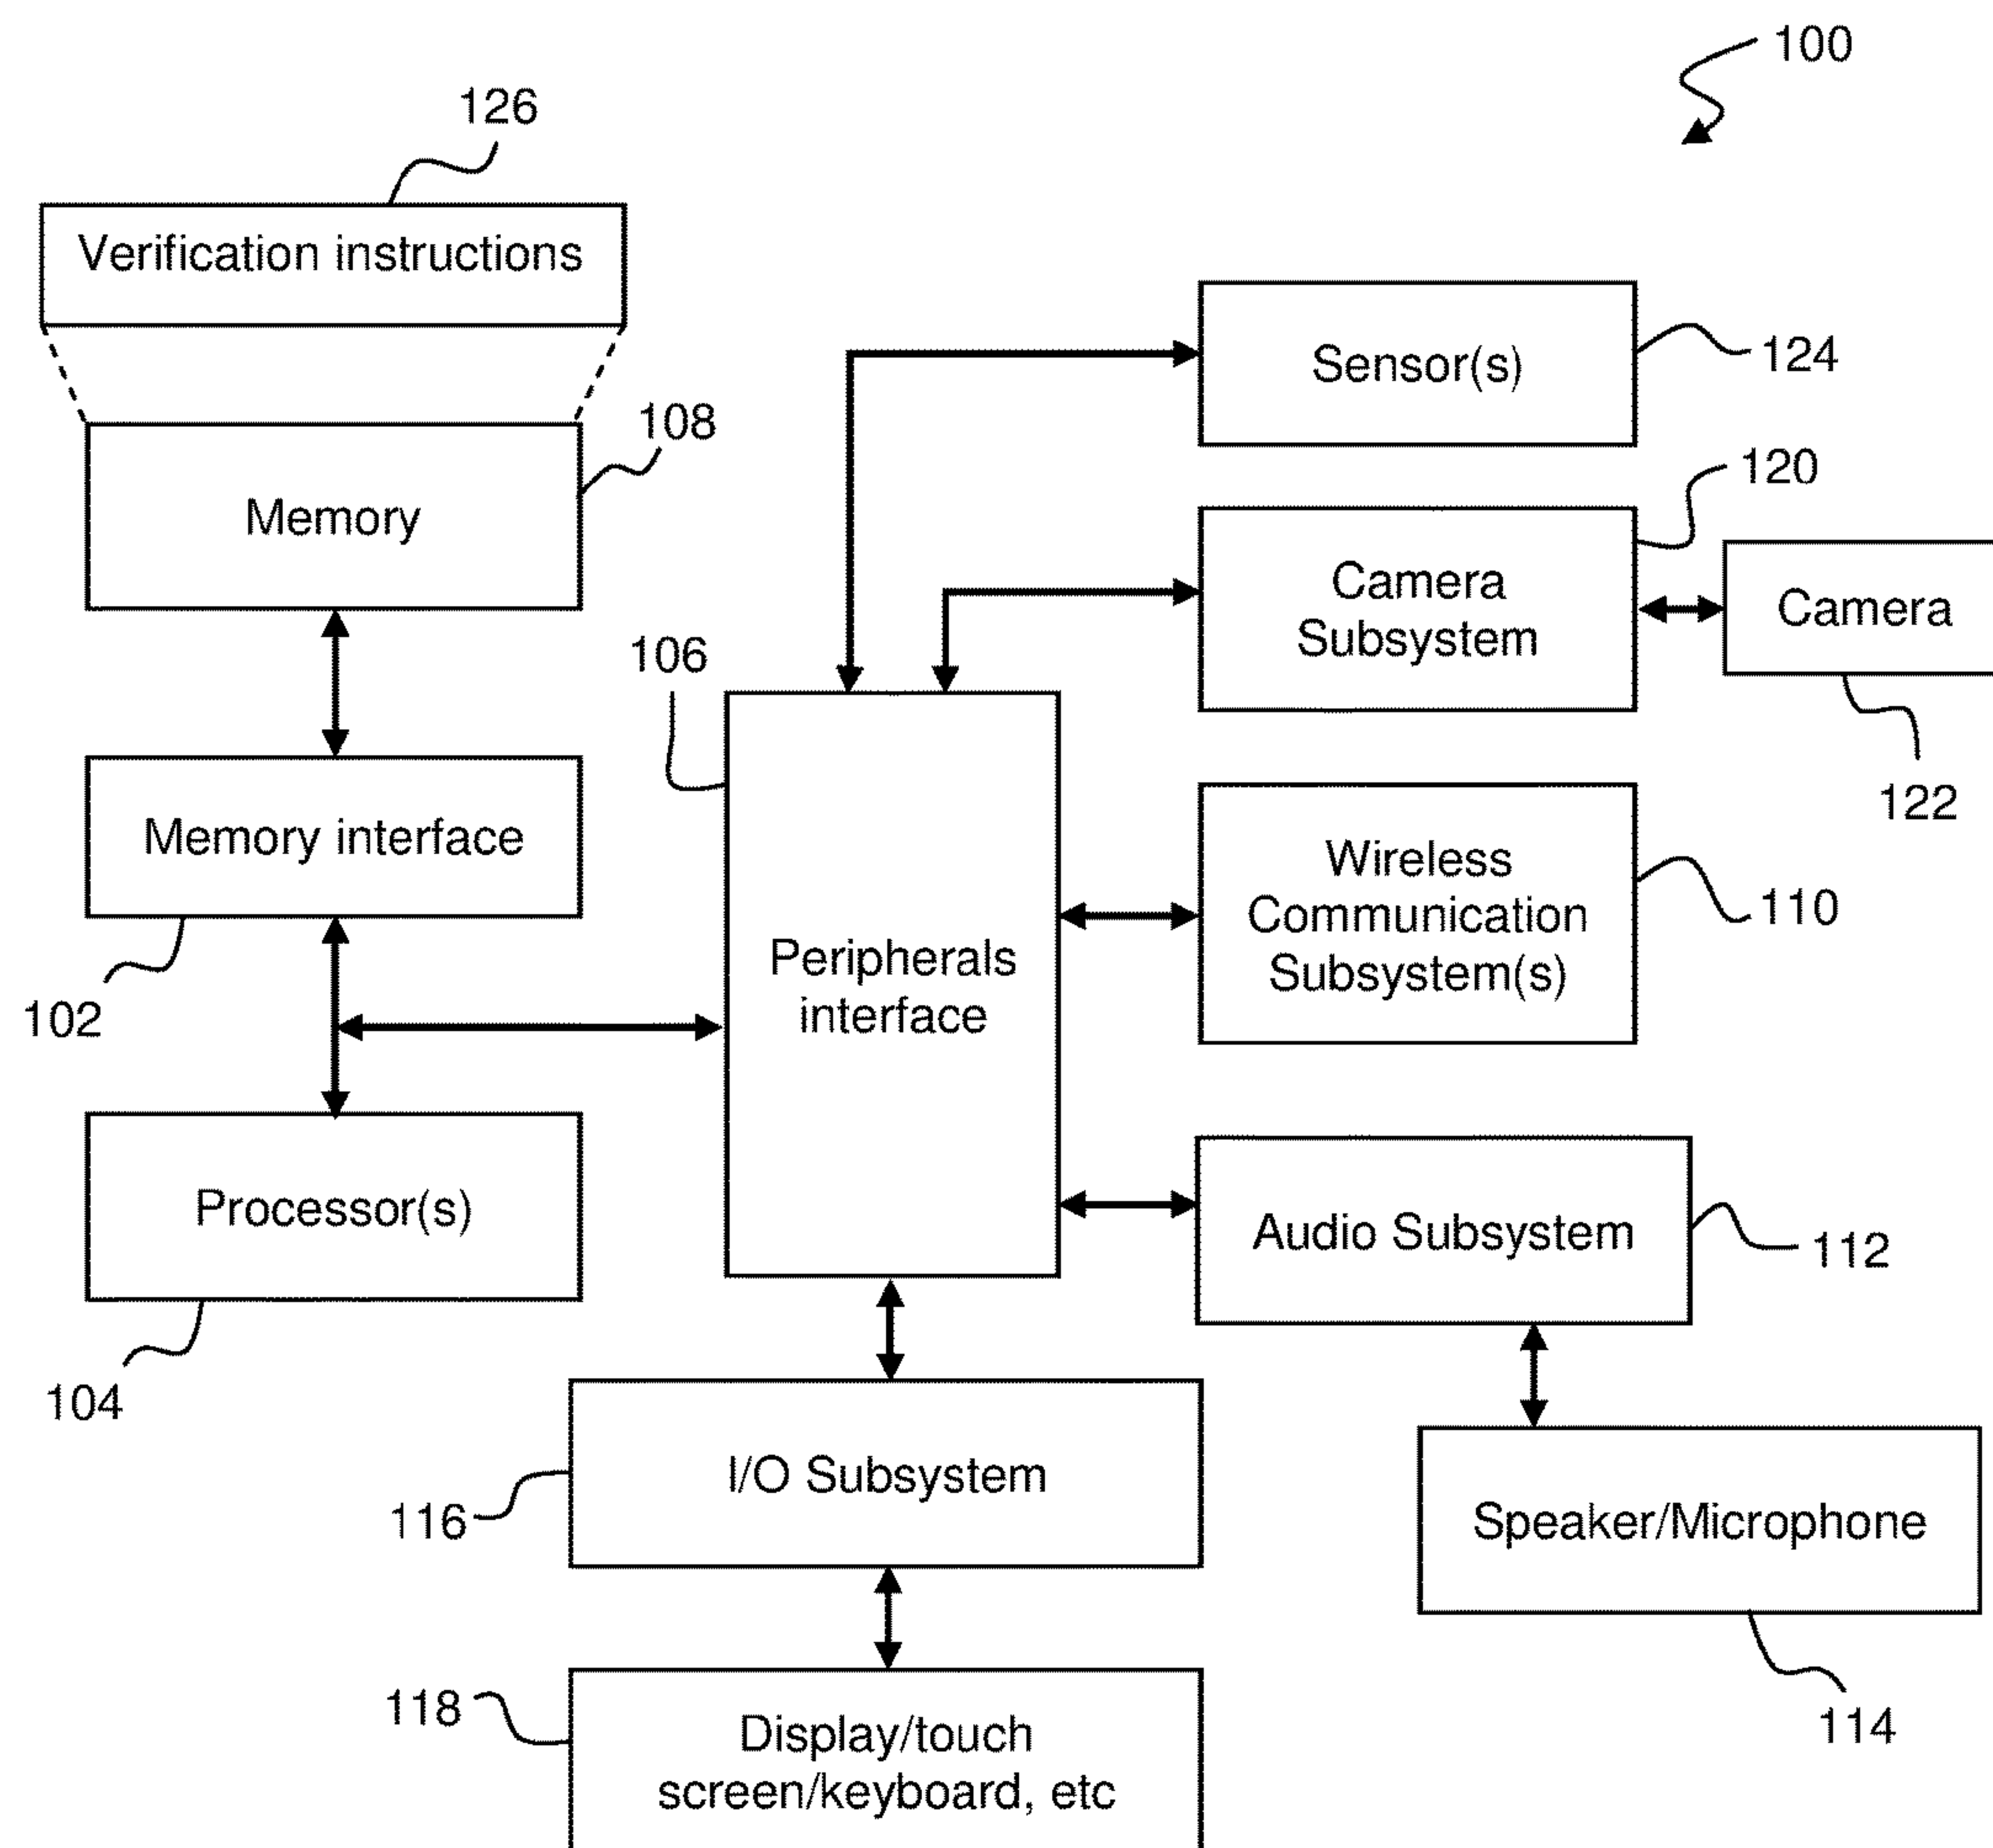 100
126
Verification instructions
Sensor(s)
124
108
Memory
120
Camera
Subsystem
Camera
122
106
Memory interface
102
Wireless
Communication
Subsystem(s)
110
Peripherals
interface
Processor(s)
104
Audio Subsystem
112
I/O Subsystem
116
Speaker/Microphone
114
118
Display/touch
screen/keyboard, etc